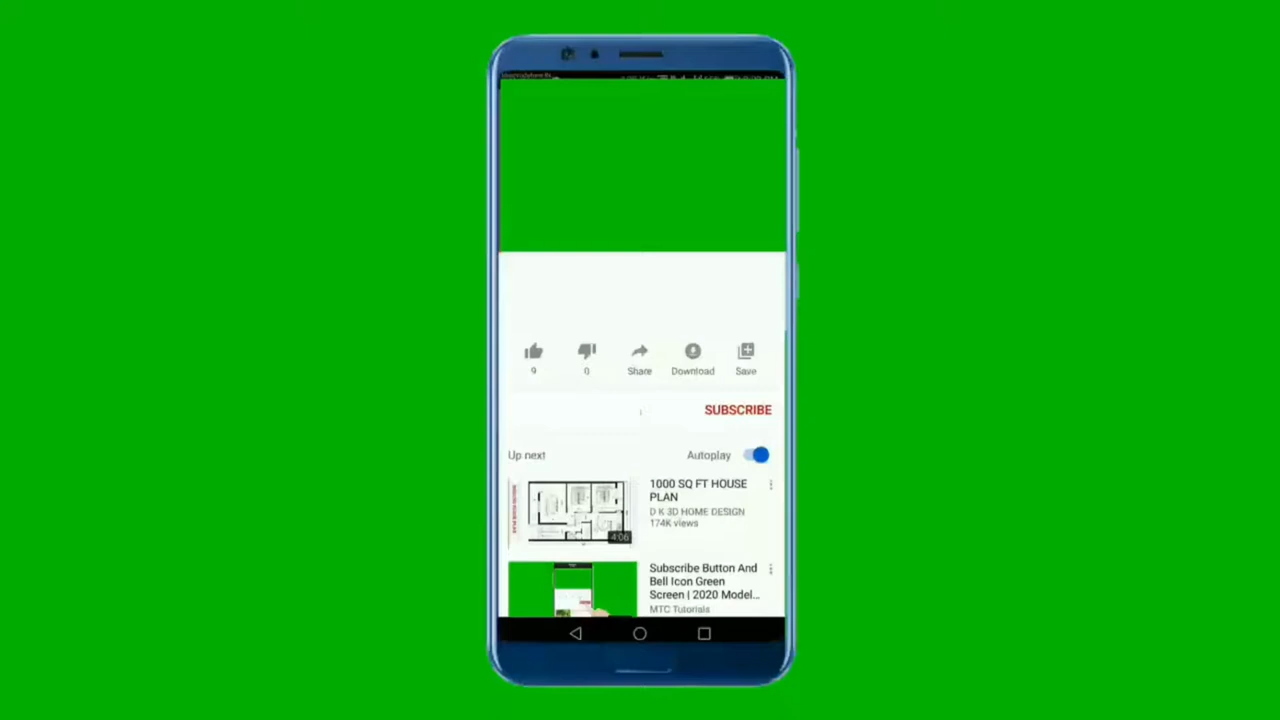 9
0
Share
Download
Save
SUBSCRIBE
Up next
Autoplay
1000 SQ FT HOUSE
PLAN
D K 3D HOME DESIGN
174K views
4:06
Subscribe Button And
Bell Icon Green
Screen | 2020 Model...
MTC Tutorials